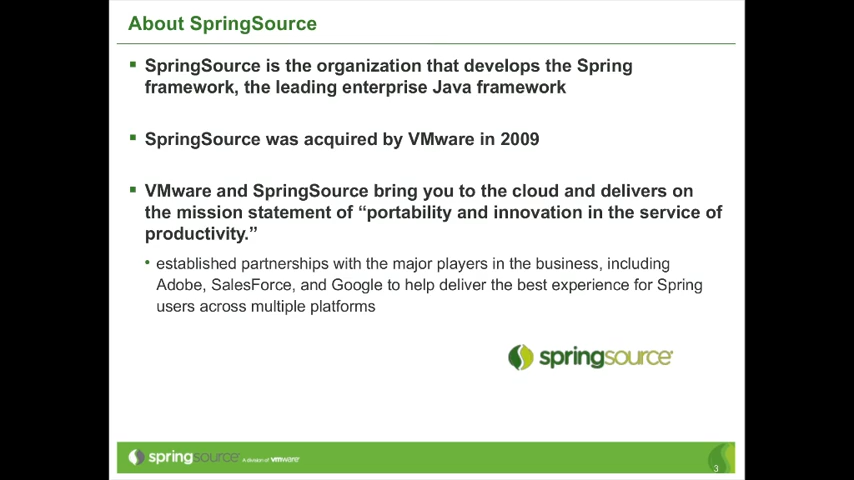 About SpringSource
SpringSource is the organization that develops the Spring
framework, the leading enterprise Java framework
SpringSource was acquired by VMware in 2009
VMware and SpringSource bring you to the cloud and delivers on
the mission statement of “portability and innovation in the service of
productivity.”
established partnerships with the major players in the business, including
Adobe, SalesForce, and Google to help deliver the best experience for Spring
users across multiple platforms
springsource
springsource A division of vmware
3